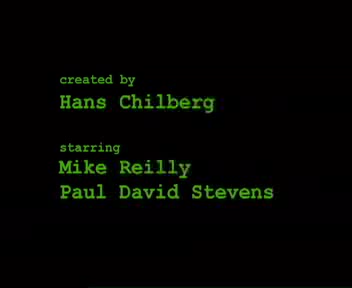 created by
Hans Chilberg
starring
Mike Reilly
Paul David Stevens